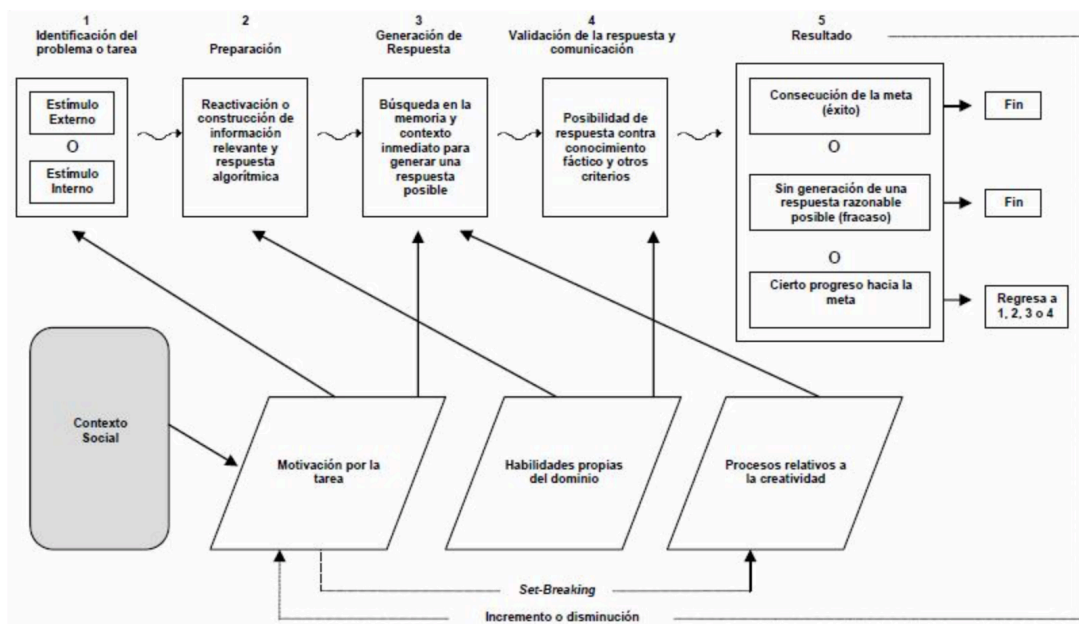 1
Identificación del
problema o tarea
2
Preparación
3
Generación de
Respuesta
4
Validación de la respuesta y
comunicación
5
Resultado
Estímulo
Externo
O
Estímulo
Interno
Reactivación o
construcción de
información
relevante y
respuesta
algorítmica
Búsqueda en la
memoria y
contexto
inmediato para
generar una
respuesta
posible
Posibilidad de
respuesta contra
conocimiento
fáctico y otros
criterios
Consecución de la meta
(éxito)
Fin
O
Sin generación de una
respuesta razonable
posible (fracaso)
Fin
O
Cierto progreso hacia la
meta
Regresa a
1, 2, 3 o 4
Contexto
Social
Motivación por la
tarea
Habilidades propias
del dominio
Procesos relativos a
la creatividad
Set-Breaking
Incremento o disminución